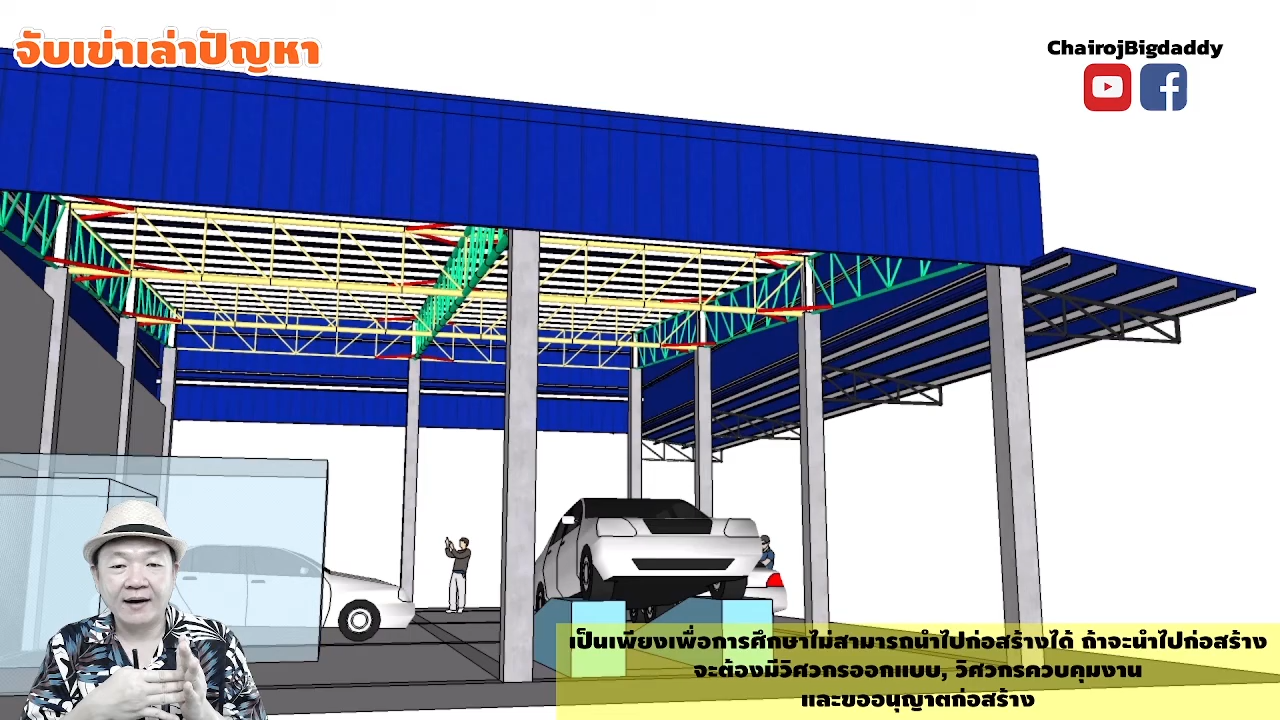 จับเข่าเล่าปัญหา
ChairojBigdaddy
เป็นเพียงเพื่อการศึกษาไม่สามารถนำไปก่อสร้างได้ ถ้าจะนำไปก่อสร้าง
จะต้องมีวิศวกรออกแบบ, วิศวกรควบคุมงาน
และขออนุญาตก่อสร้าง